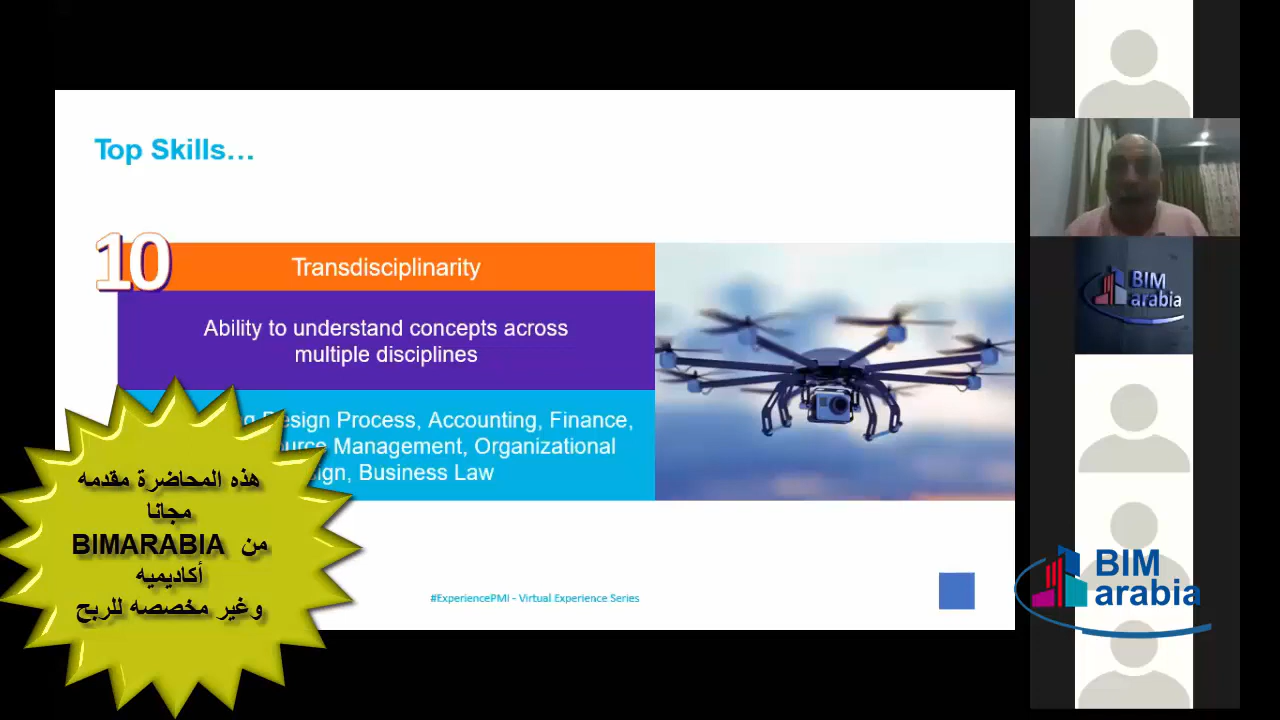 Top Skills…
10
Transdisciplinarity
Ability to understand concepts across
multiple disciplines
Design Process, Accounting, Finance,
Management, Organizational
Business Law
#ExperiencePMI - Virtual Experience Series
هذه المحاضرة مقدمه
مجانا
من BIMARABIA
أكاديميه
وغير مخصصه للربح
BIM
arabia
BIM
arabia